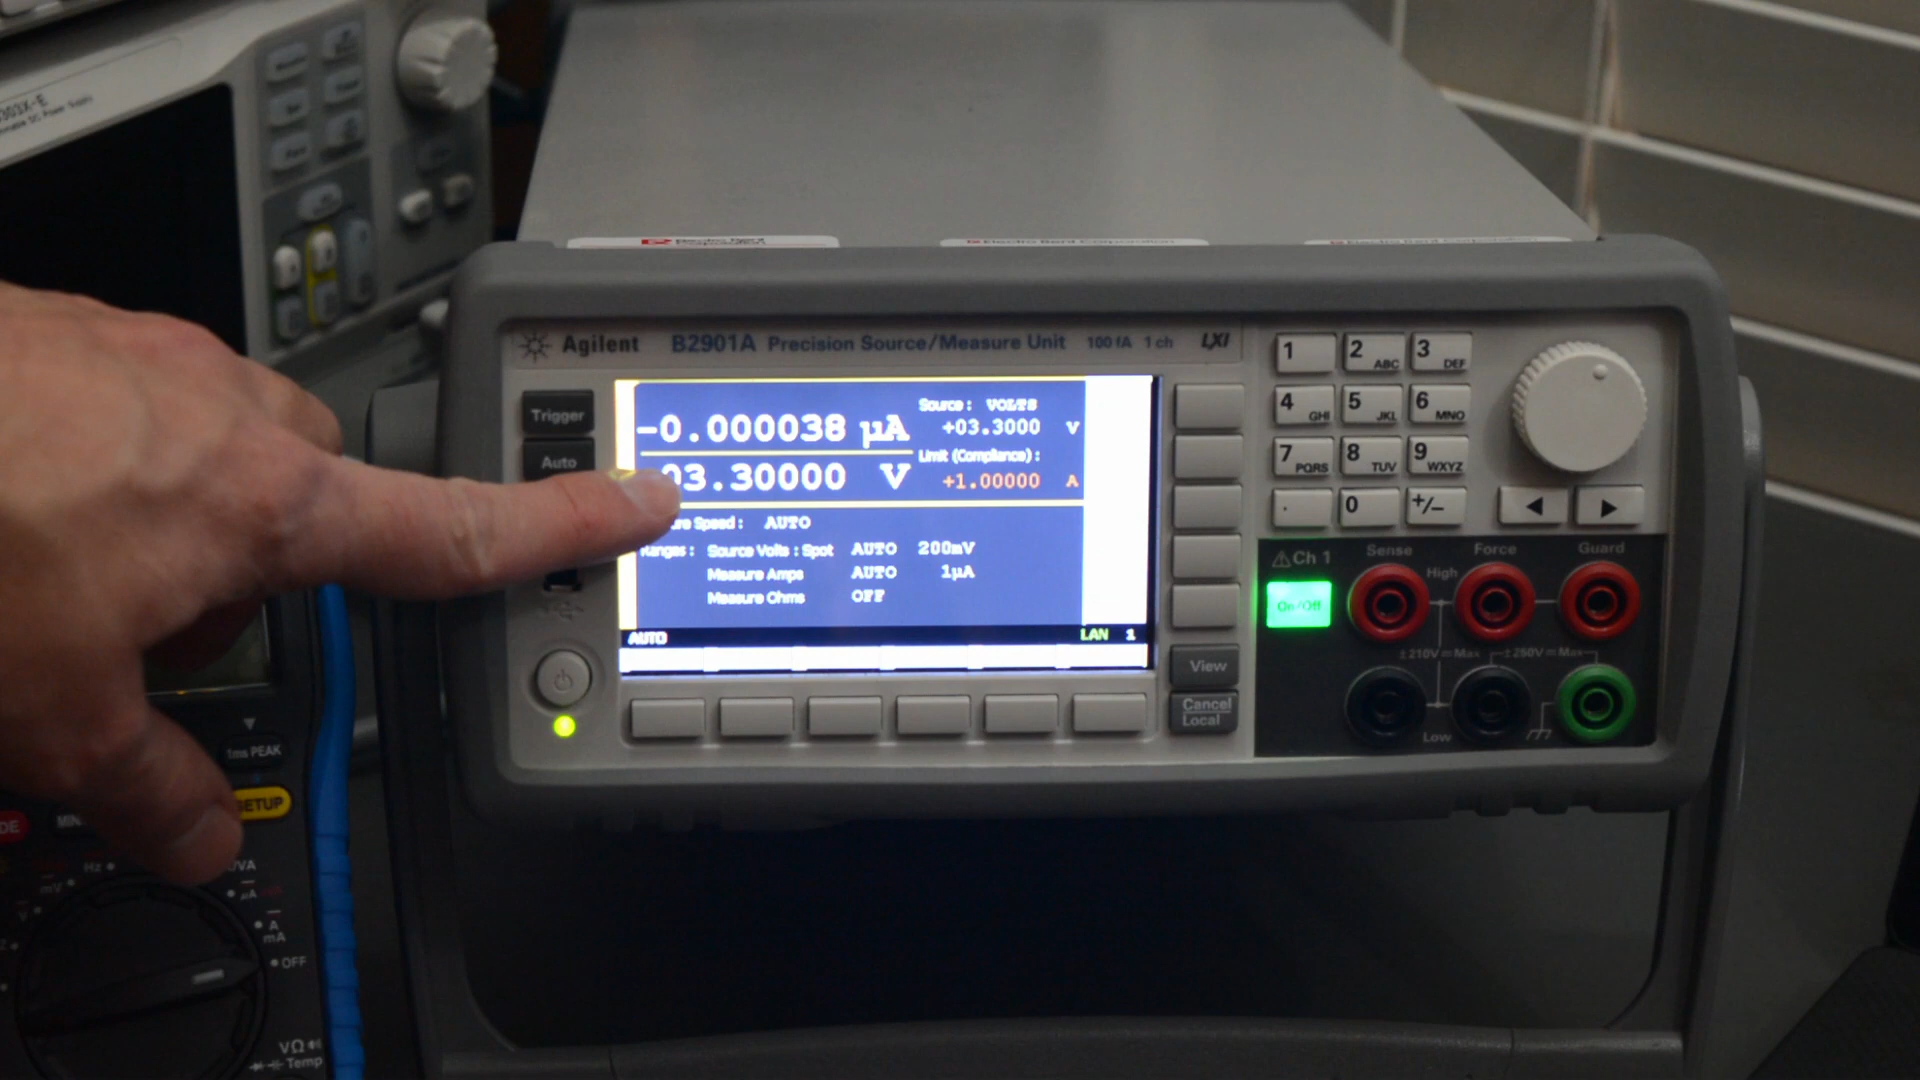 303X-E
Agilent B2901A Precision Source/Measure Unit 100 fA 1 ch LXI
Trigger
Auto
-0.000038 µA
03.30000 V
Source: VOLTS
+03.3000 V
Limit (Compliance):
+1.00000 A
Speed: AUTO
Ranges: Source Volts: Spot AUTO 200mV
Measure Amps AUTO 1µA
Measure Ohms OFF
AUTO LAN 1
View
Cancel
Local
1
2 ABC
3 DEF
4 GHI
5 JKL
6 MNO
7 PQRS
8 TUV
9 WXYZ
.
0
+/-
Ch 1
On/Off
Sense Force Guard
High
±210V Max ±250V Max
Low
1ms PEAK
SETUP
Hz
mV
VA
µA
A
mA
OFF
VΩ
Temp